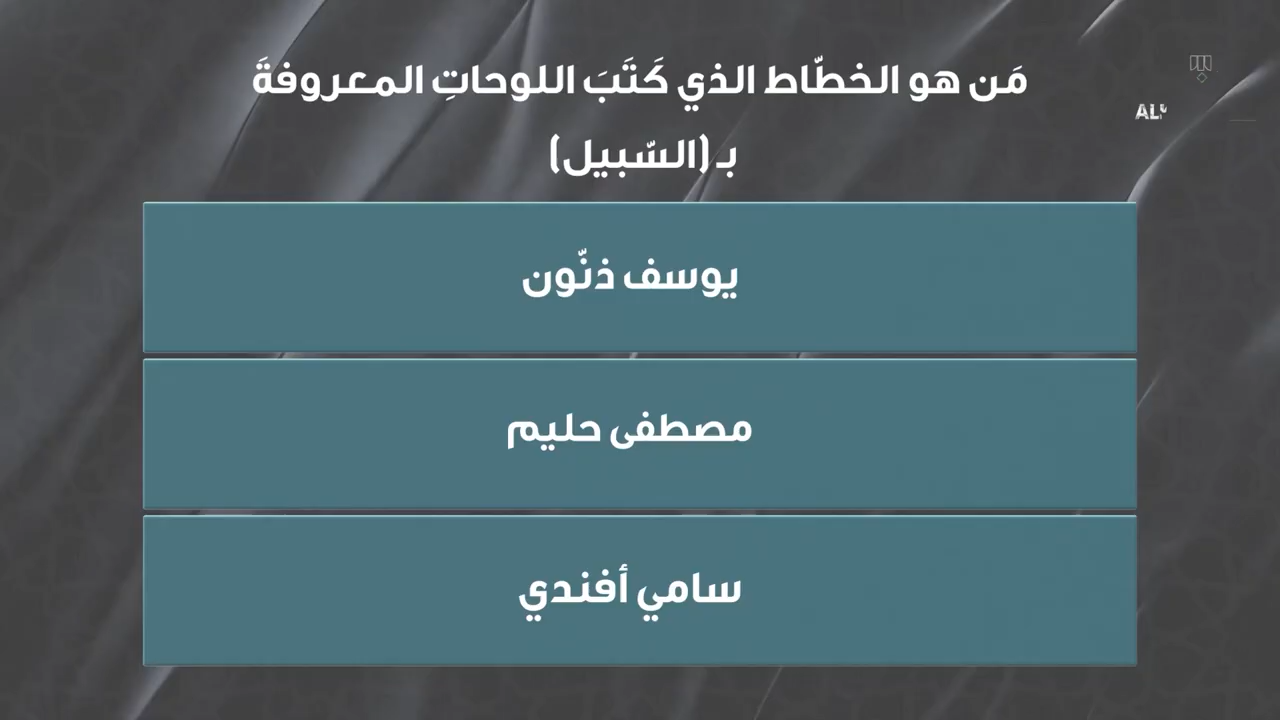 مَن هو الخطّاط الذي كَتَبَ اللوحاتِ المعروفةَ
بـ (السّبيل)
يوسف ذنّون
مصطفى حليم
سامي أفندي